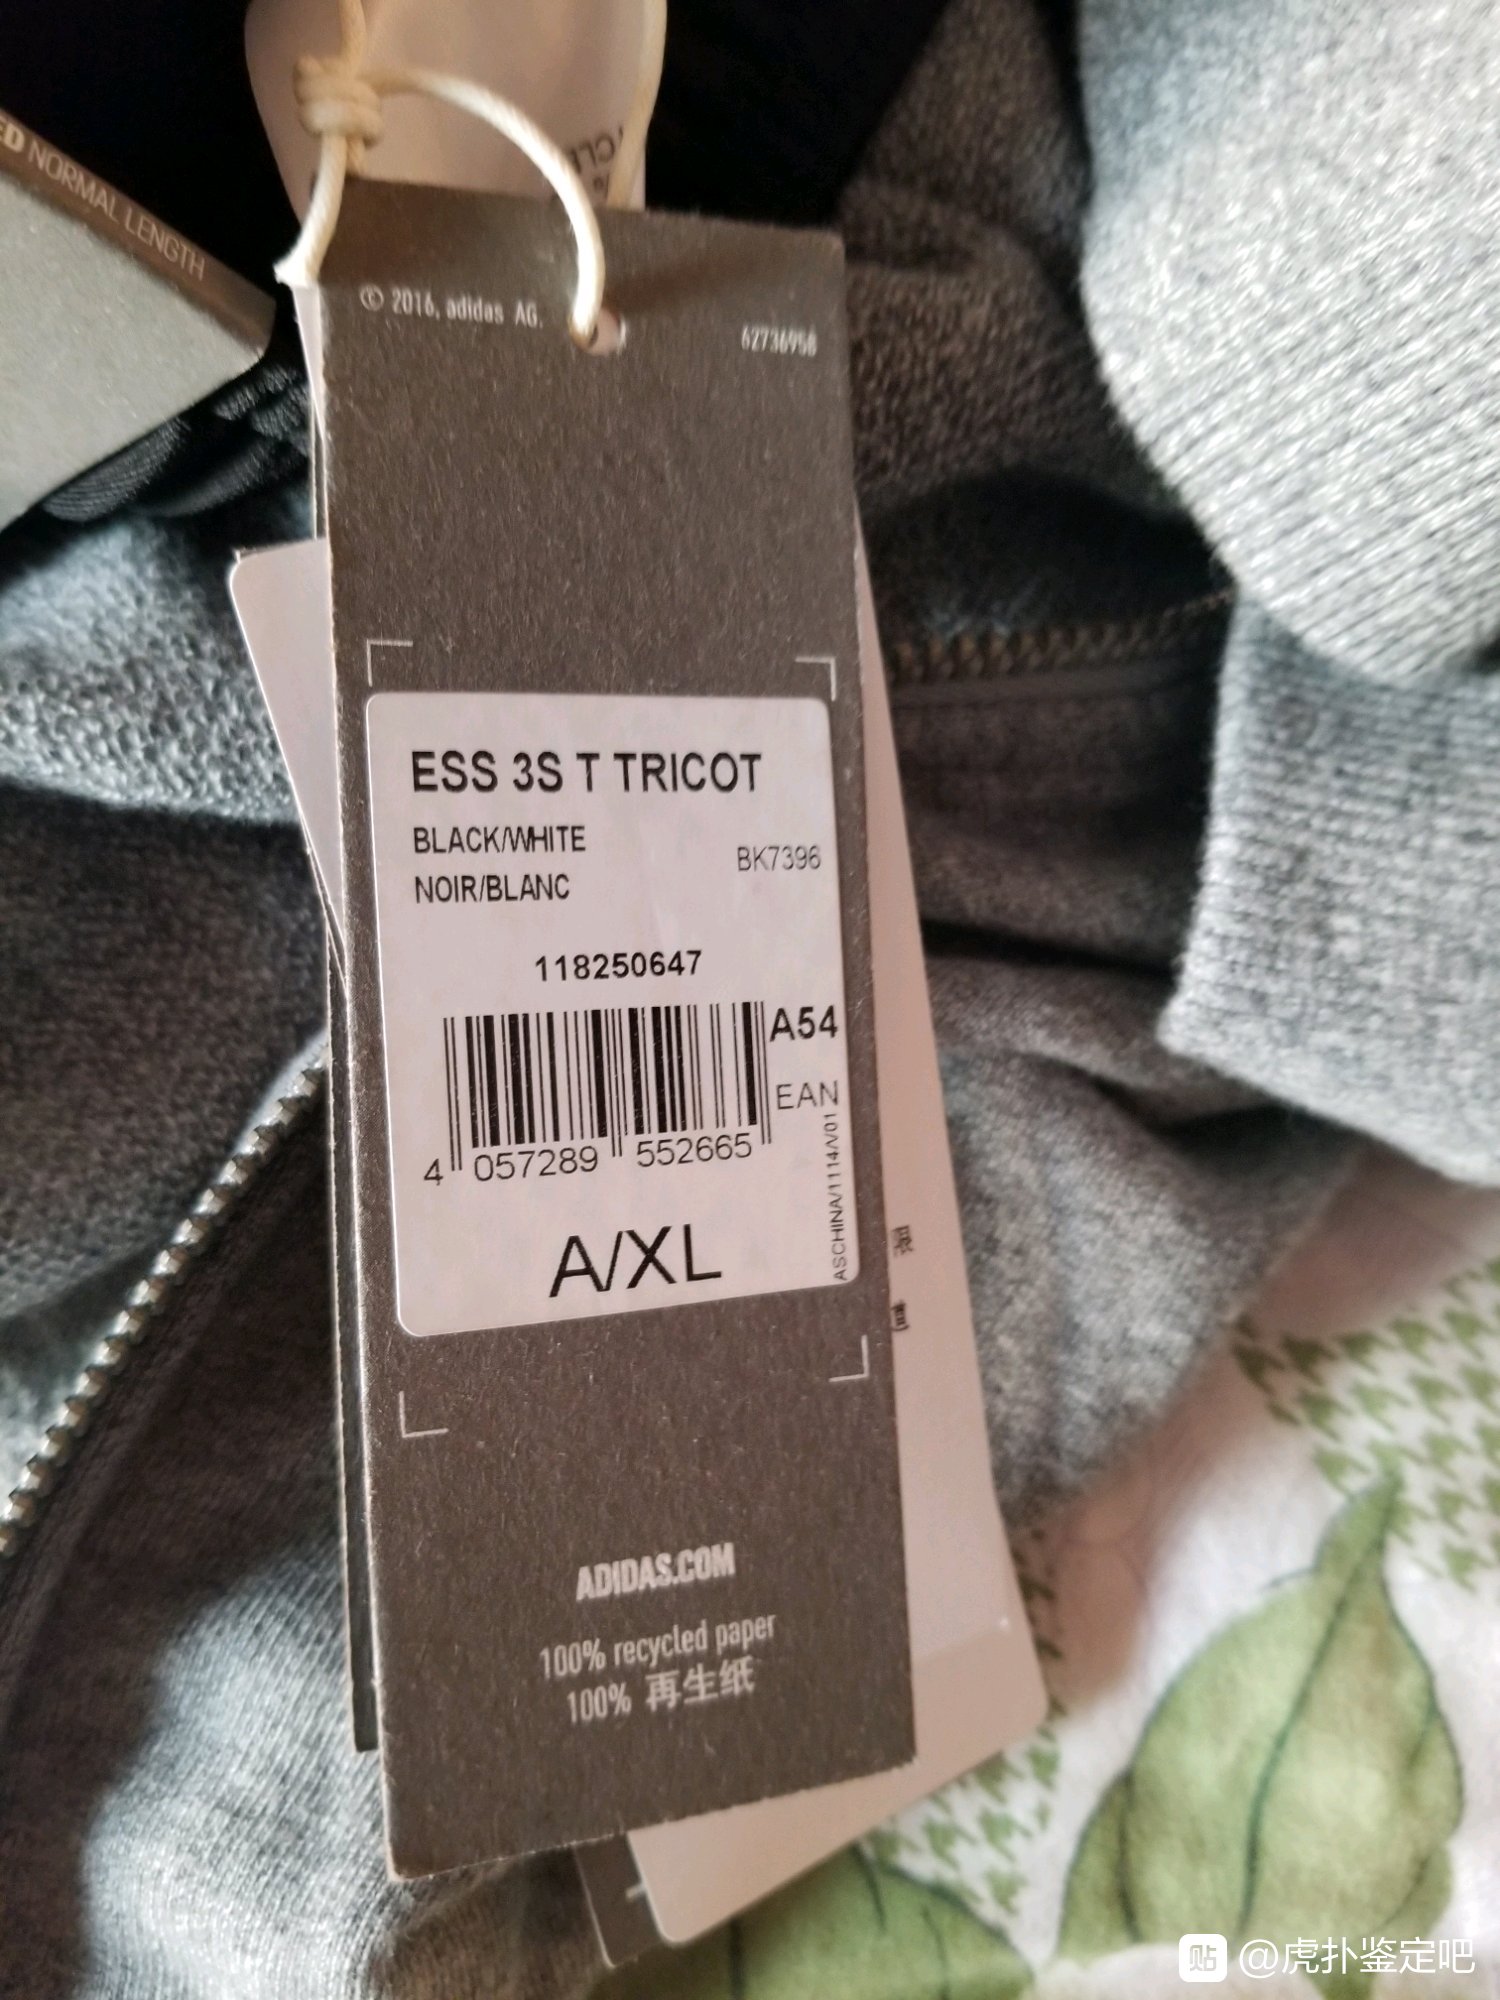 ED NORMAL LENGTH
© 2016, adidas AG.
62736958
ESS 3S T TRICOT
BLACK/WHITE
BK7396
NOIR/BLANC
118250647
A54
EAN
4 057289 552665
ASCHINA/1114/V01
A/XL
ADIDAS.COM
100% recycled paper
100% 再生纸
贴 @虎扑鉴定吧